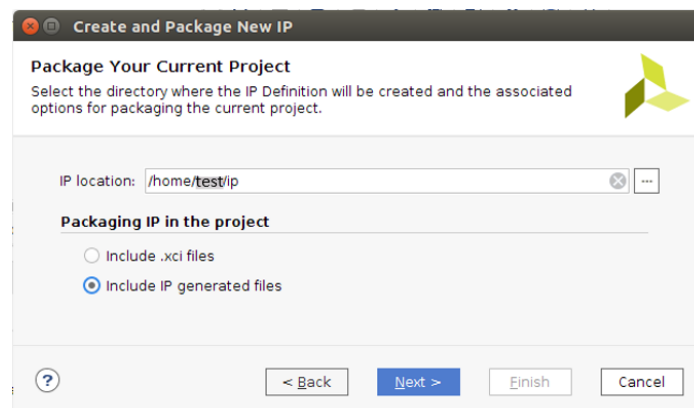 Create and Package New IP
Package Your Current Project
Select the directory where the IP Definition will be created and the associated
options for packaging the current project.
IP location: /home/test/ip ...
Packaging IP in the project
Include .xci files
Include IP generated files
? < Back Next > Finish Cancel